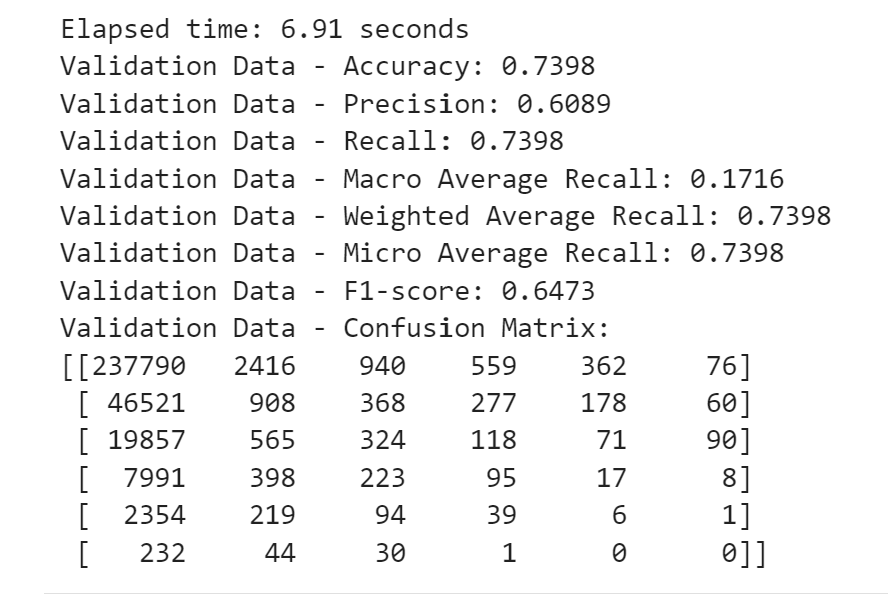 Elapsed time: 6.91 seconds
Validation Data - Accuracy: 0.7398
Validation Data - Precision: 0.6089
Validation Data - Recall: 0.7398
Validation Data - Macro Average Recall: 0.1716
Validation Data - Weighted Average Recall: 0.7398
Validation Data - Micro Average Recall: 0.7398
Validation Data - F1-score: 0.6473
Validation Data - Confusion Matrix:
[[237790   2416    940    559    362     76]
 [ 46521    908    368    277    178     60]
 [ 19857    565    324    118     71     90]
 [  7991    398    223     95     17      8]
 [  2354    219     94     39      6      1]
 [   232     44     30      1      0      0]]